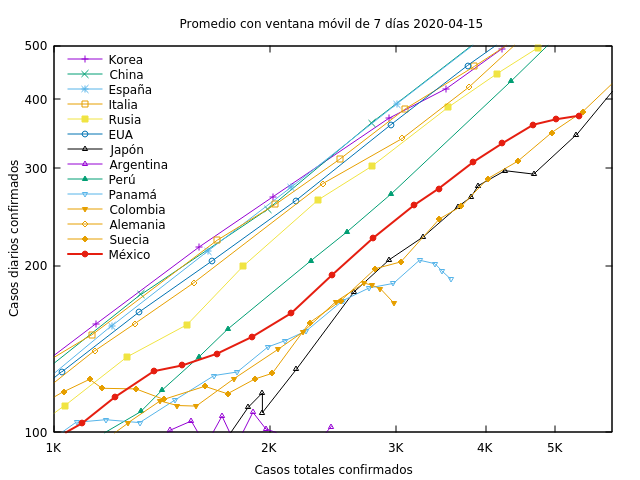 Promedio con ventana móvil de 7 días 2020-04-15
500
400
300
200
100
Casos diarios confirmados
Korea
China
España
Italia
Rusia
EUA
Japón
Argentina
Perú
Panamá
Colombia
Alemania
Suecia
México
1K
2K
3K
4K
5K
Casos totales confirmados